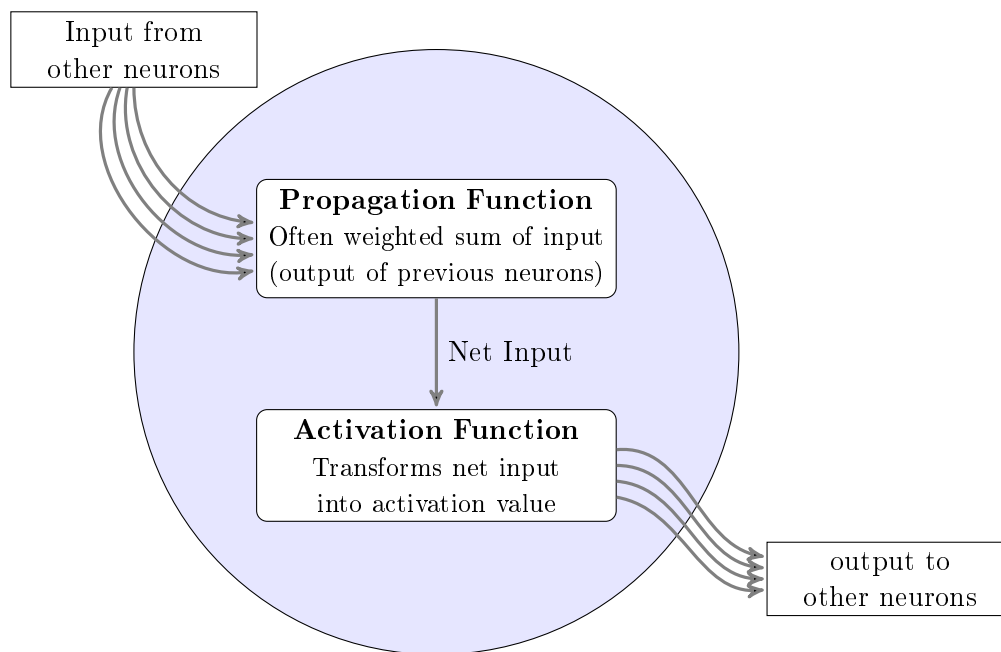 Input from
other neurons
Propagation Function
Often weighted sum of input
(output of previous neurons)
Net Input
Activation Function
Transforms net input
into activation value
output to
other neurons